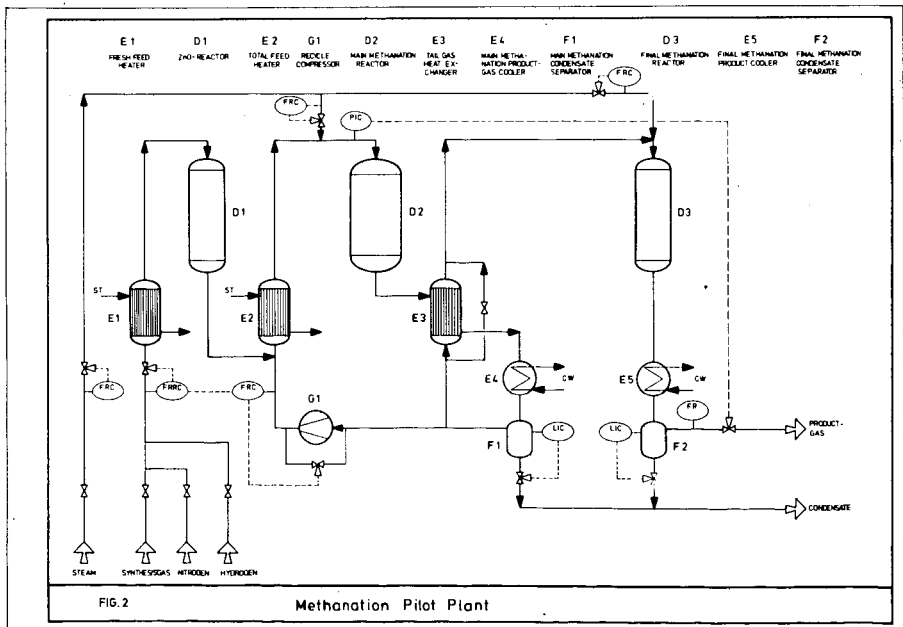 E1 D1 E2 G1 D2 E3 E4 F1 D3 E5 F2
FRESH FEED HEATER
ZNO-REACTOR
TOTAL FEED HEATER
RECICLE COMPRESSOR
MAIN METHANATION REACTOR
TAIL GAS HEAT EX-CHANGER
MAIN METHA-NATION PRODUCT-GAS COOLER
MAIN METHANATION CONDENSATE SEPARATOR
FINAL METHANATION REACTOR
FINAL METHANATION PRODUCT COOLER
FINAL METHANATION CONDENSATE SEPARATOR
FRC
FRC
PIC
D1
D2
D3
ST
E1
ST
E2
E3
E4
CW
E5
CW
FRC
FRRC
FRC
G1
FR
PRODUCT-
GAS
F1
LIC
LIC
F2
CONDENSATE
STEAM
SYNTHESISGAS
NITROGEN
HYDROGEN
FIG. 2
Methanation Pilot Plant